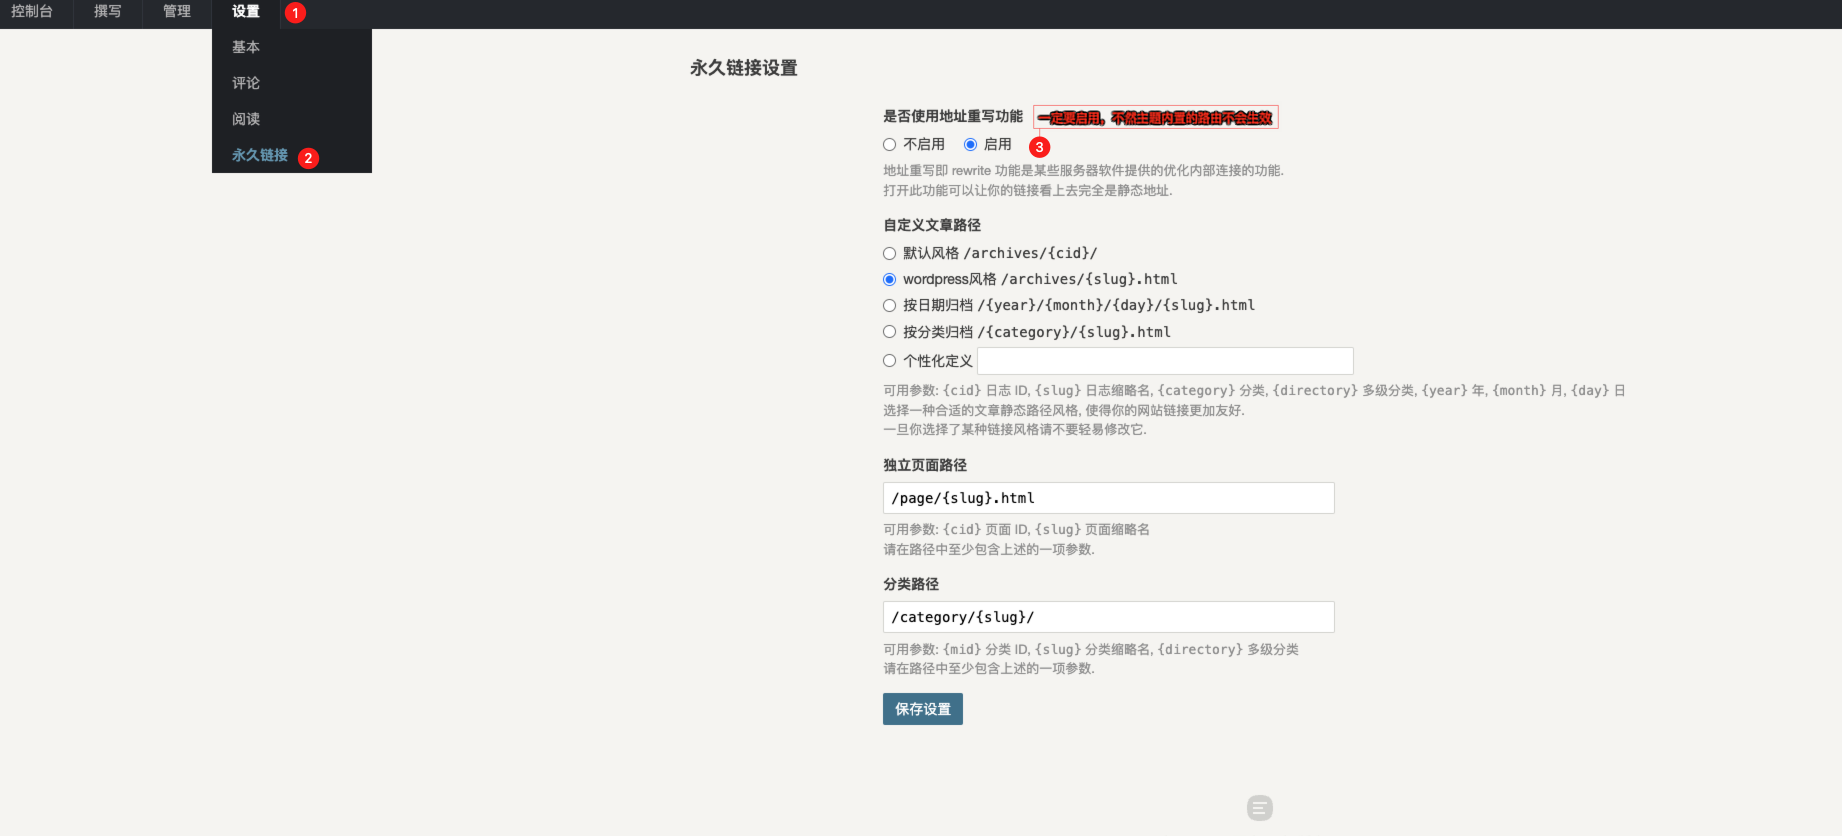 控制台 撰写 管理 设置 1
基本
评论
阅读
永久链接 2
永久链接设置
是否使用地址重写功能 一定要启用，不然主题内置的路由不会生效
不启用 启用 3
地址重写即 rewrite 功能是某些服务器软件提供的优化内部连接的功能.
打开此功能可以让你的链接看上去完全是静态地址.
自定义文章路径
默认风格 /archives/{cid}/
wordpress风格 /archives/{slug}.html
按日期归档 /{year}/{month}/{day}/{slug}.html
按分类归档 /{category}/{slug}.html
个性化定义
可用参数: {cid} 日志 ID, {slug} 日志缩略名, {category} 分类, {directory} 多级分类, {year} 年, {month} 月, {day} 日
选择一种合适的文章静态路径风格, 使得你的网站链接更加友好.
一旦你选择了某种链接风格请不要轻易修改它.
独立页面路径
/page/{slug}.html
可用参数: {cid} 页面 ID, {slug} 页面缩略名
请在路径中至少包含上述的一项参数.
分类路径
/category/{slug}/
可用参数: {mid} 分类 ID, {slug} 分类缩略名, {directory} 多级分类
请在路径中至少包含上述的一项参数.
保存设置